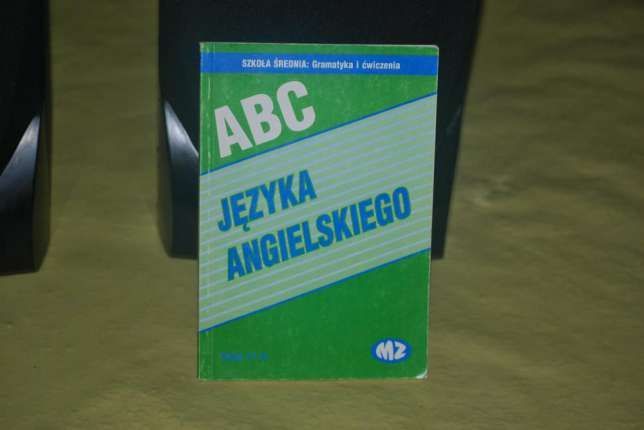 SZKOŁA ŚREDNIA: Gramatyka i ćwiczenia
ABC
JĘZYKA
ANGIELSKIEGO
MZ